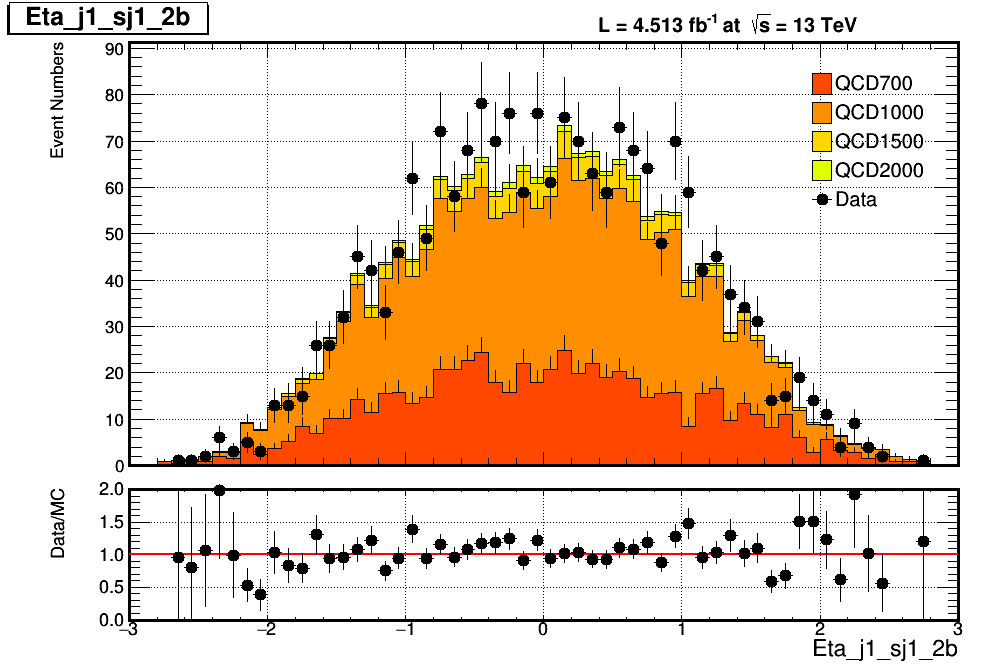 Eta_j1_sj1_2b
L = 4.513 fb⁻¹ at √s = 13 TeV
Event Numbers
90
80
70
60
50
40
30
20
10
0
QCD700
QCD1000
QCD1500
QCD2000
Data
Data/MC
2.0
1.5
1.0
0.5
0.0
−3 −2 −1 0 1 2 3
Eta_j1_sj1_2b